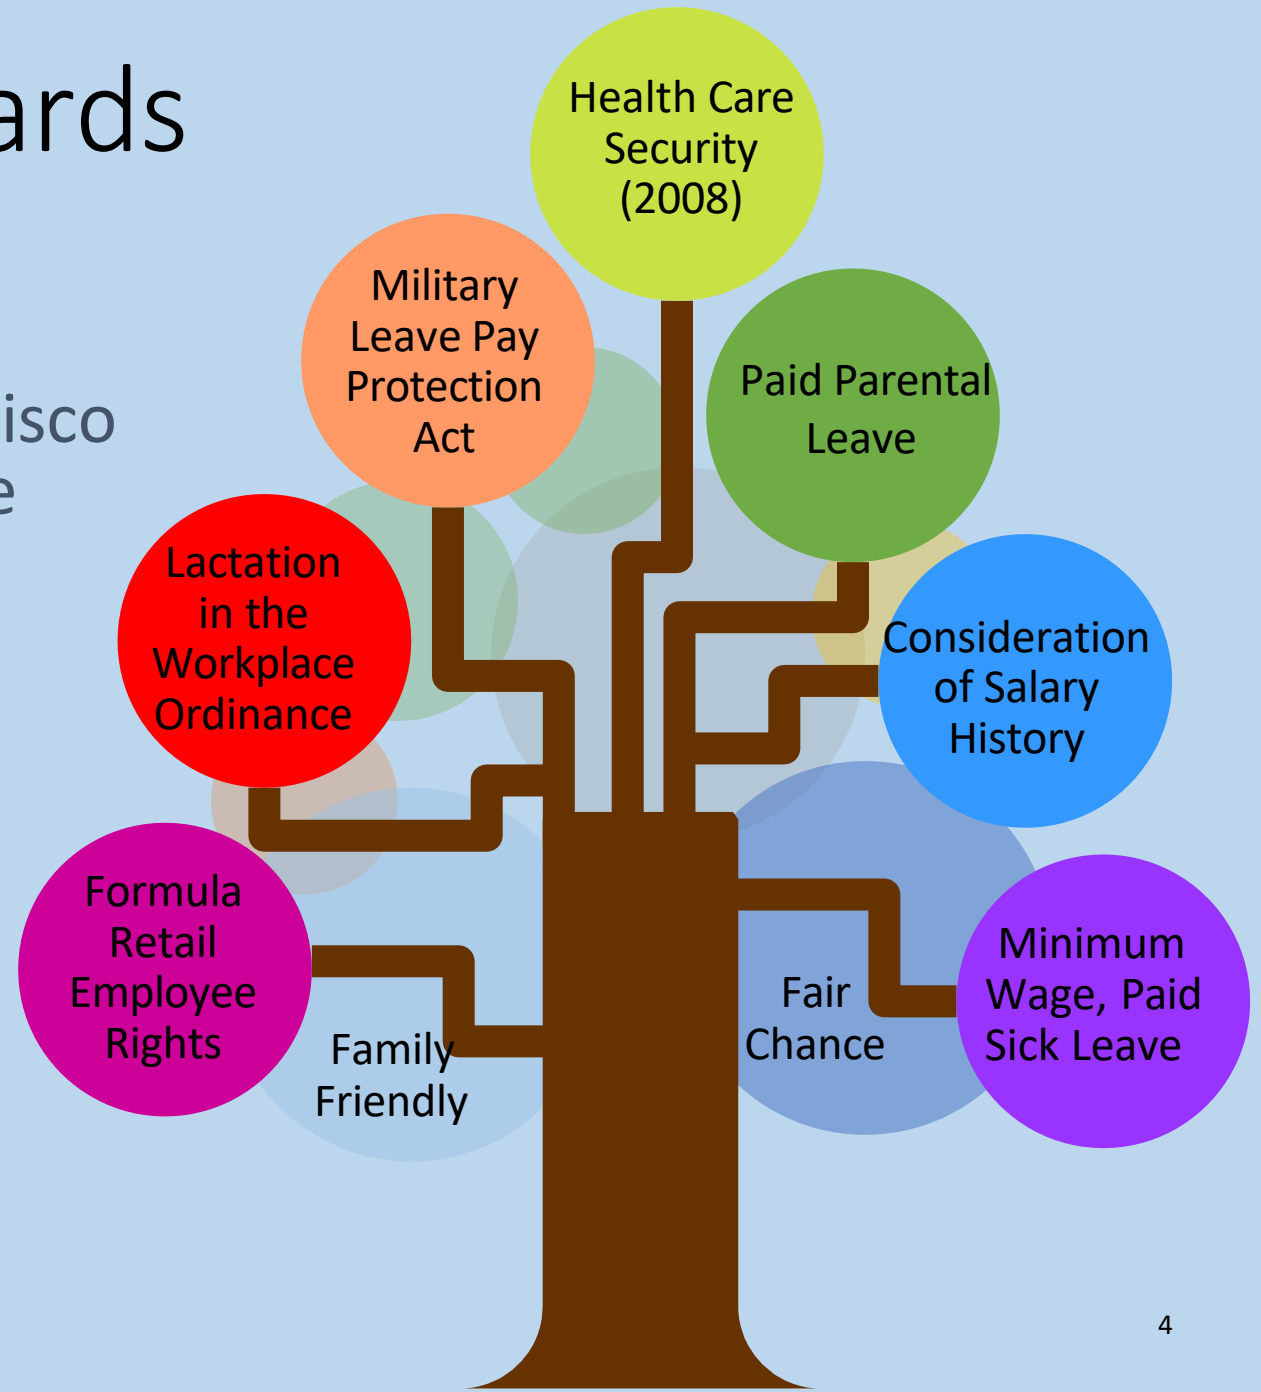 ards
isco
e
Health Care
Security
(2008)
Military
Leave Pay
Protection
Act
Paid Parental
Leave
Lactation
in the
Workplace
Ordinance
Consideration
of Salary
History
Formula
Retail
Employee
Rights
Family
Friendly
Fair
Chance
Minimum
Wage, Paid
Sick Leave
4